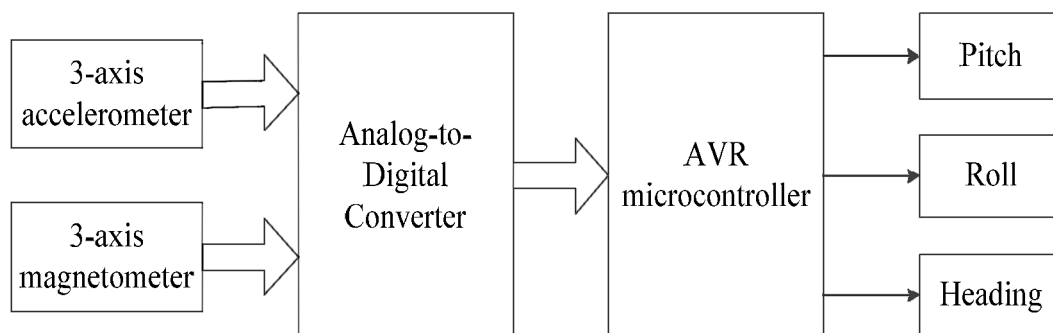 3-axis
accelerometer
3-axis
magnetometer
Analog-to-
Digital
Converter
AVR
microcontroller
Pitch
Roll
Heading